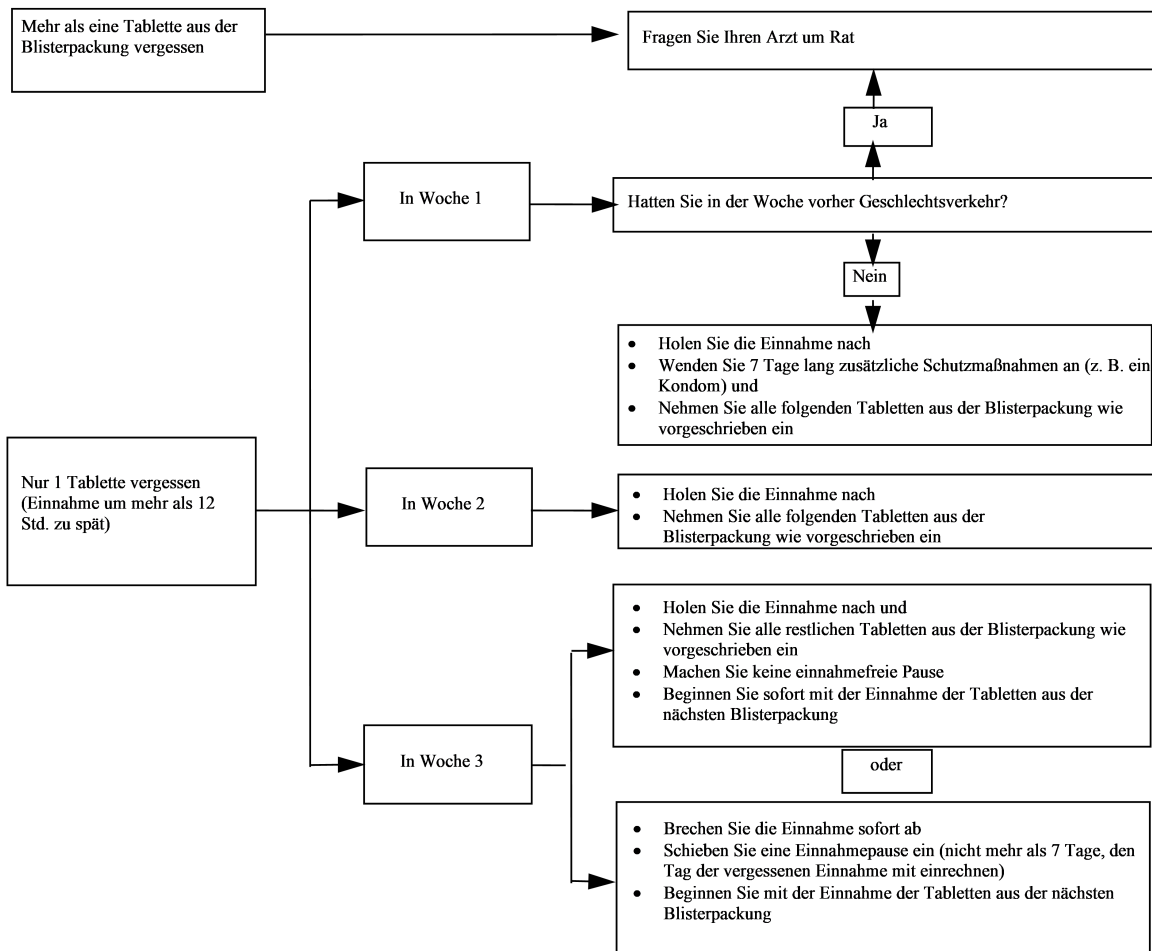 Mehr als eine Tablette aus der
Blisterpackung vergessen
Fragen Sie Ihren Arzt um Rat
Ja
In Woche 1
Hatten Sie in der Woche vorher Geschlechtsverkehr?
Nein
• Holen Sie die Einnahme nach
• Wenden Sie 7 Tage lang zusätzliche Schutzmaßnahmen an (z. B. ein
Kondom) und
• Nehmen Sie alle folgenden Tabletten aus der Blisterpackung wie
vorgeschrieben ein
Nur 1 Tablette vergessen
(Einnahme um mehr als 12
Std. zu spät)
In Woche 2
• Holen Sie die Einnahme nach
• Nehmen Sie alle folgenden Tabletten aus der
Blisterpackung wie vorgeschrieben ein
In Woche 3
• Holen Sie die Einnahme nach und
• Nehmen Sie alle restlichen Tabletten aus der Blisterpackung wie
vorgeschrieben ein
• Machen Sie keine einnahmefreie Pause
• Beginnen Sie sofort mit der Einnahme der Tabletten aus der
nächsten Blisterpackung
oder
• Brechen Sie die Einnahme sofort ab
• Schieben Sie eine Einnahmepause ein (nicht mehr als 7 Tage, den
Tag der vergessenen Einnahme mit einrechnen)
• Beginnen Sie mit der Einnahme der Tabletten aus der nächsten
Blisterpackung